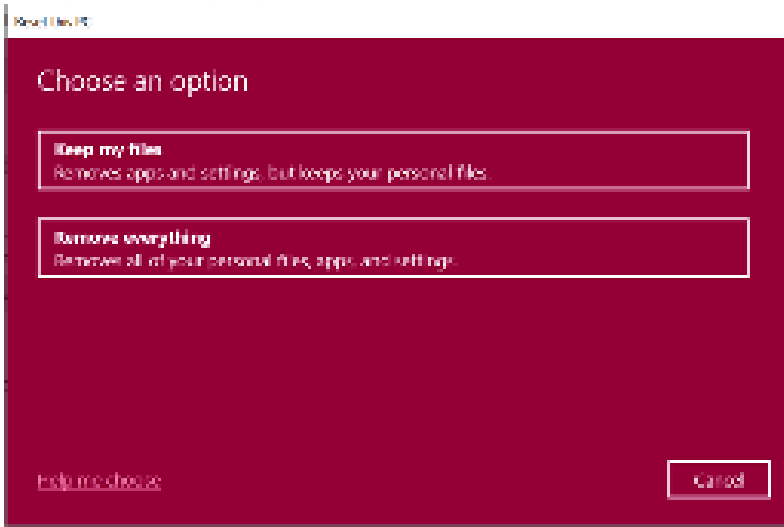 Reset this PC
Choose an option
Keep my files
Removes apps and settings, but keeps your personal files.
Remove everything
Removes all of your personal files, apps, and settings.
Help me choose
Cancel